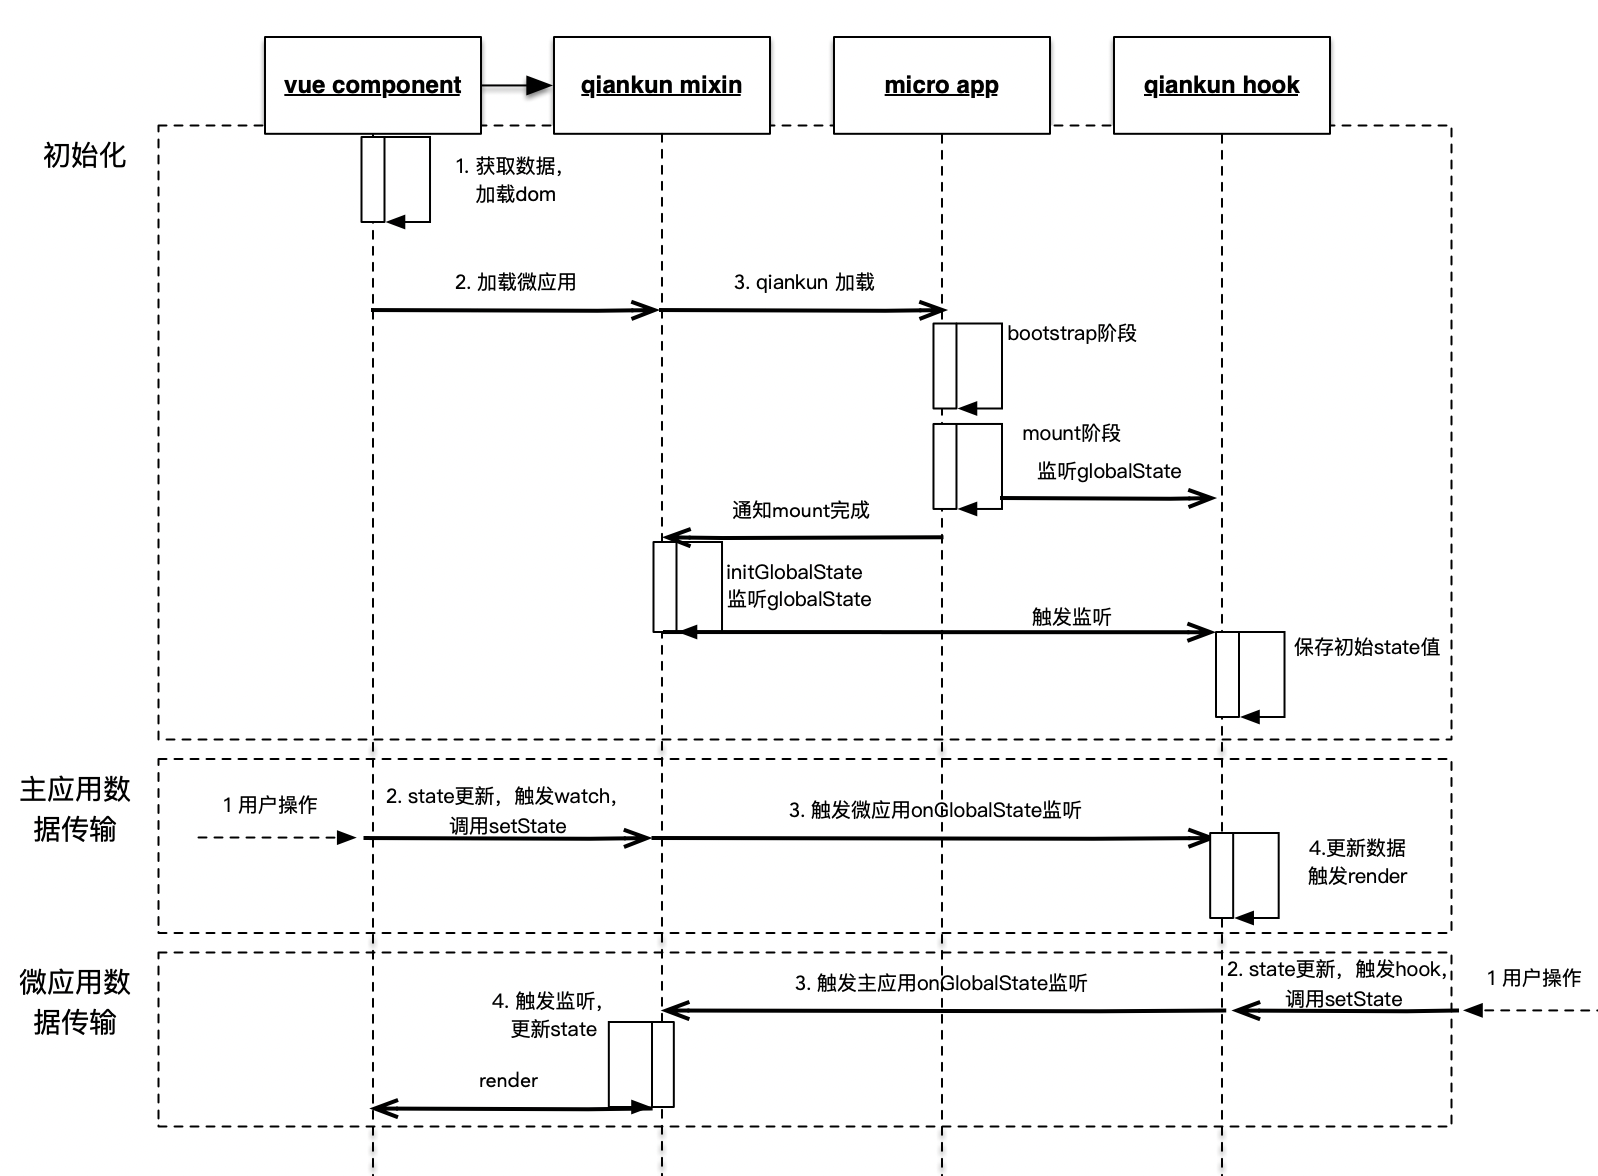 vue component
qiankun mixin
micro app
qiankun hook
初始化
1. 获取数据，
加载dom
2. 加载微应用
3. qiankun 加载
bootstrap阶段
mount阶段
监听globalState
通知mount完成
initGlobalState
监听globalState
触发监听
保存初始state值
主应用数
据传输
1 用户操作
2. state更新，触发watch，
调用setState
3. 触发微应用onGlobalState监听
4.更新数据
触发render
微应用数
据传输
1 用户操作
2. state更新，触发hook，
调用setState
3. 触发主应用onGlobalState监听
4. 触发监听，
更新state
render